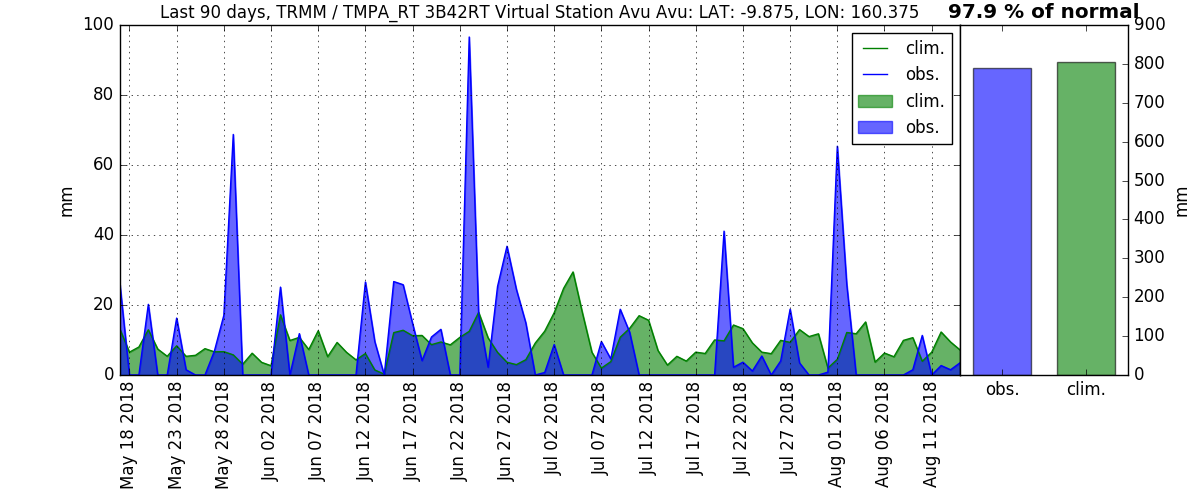 Last 90 days, TRMM / TMPA_RT 3B42RT Virtual Station Avu Avu: LAT: -9.875, LON: 160.375
97.9 % of normal
100
80
60
40
20
0
mm
clim.
obs.
clim.
obs.
May 18 2018
May 23 2018
May 28 2018
Jun 02 2018
Jun 07 2018
Jun 12 2018
Jun 17 2018
Jun 22 2018
Jun 27 2018
Jul 02 2018
Jul 07 2018
Jul 12 2018
Jul 17 2018
Jul 22 2018
Jul 27 2018
Aug 01 2018
Aug 06 2018
Aug 11 2018
900
800
700
600
500
400
300
200
100
0
mm
obs.
clim.